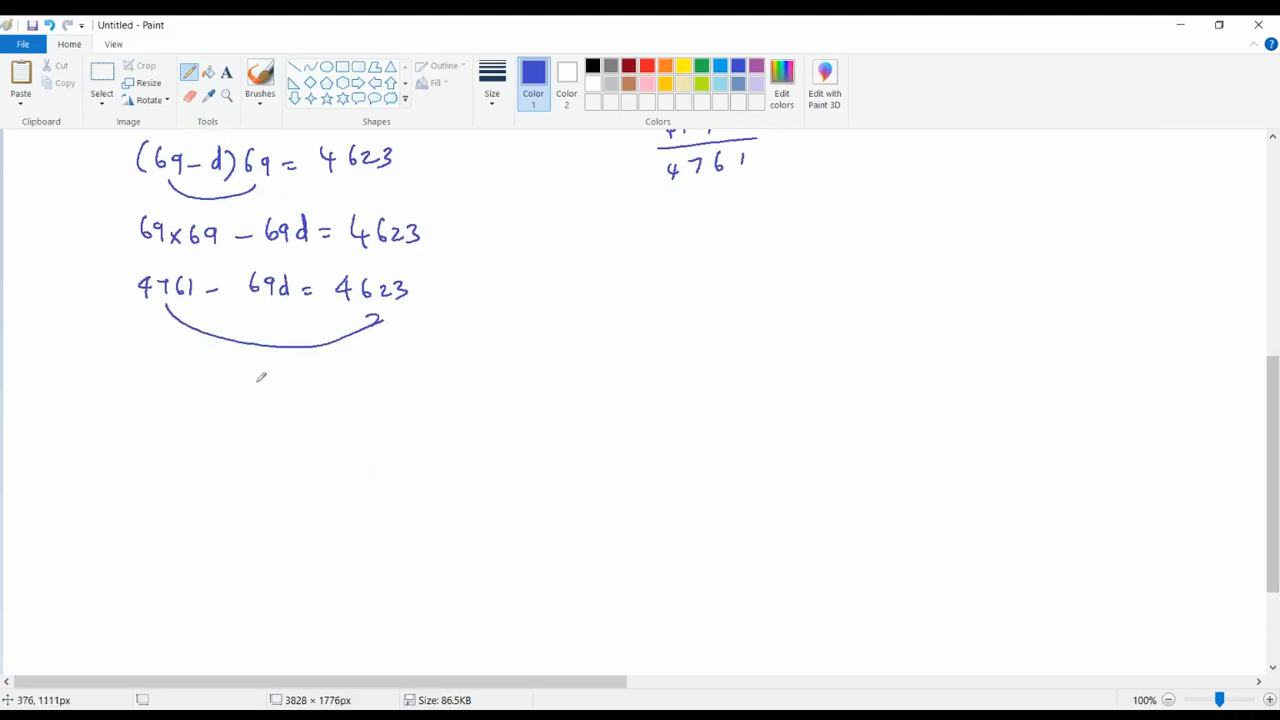 Untitled - Paint
File Home View
Paste Cut Copy
Clipboard
Select Crop Resize Rotate
Image
A
Tools
Brushes
Outline Fill
Shapes
Size
Color 1
Color 2
Edit colors
Colors
Edit with Paint 3D
4761
(69-d)69 = 4623
69×69 - 69d = 4623
4761 - 69d = 4623
376, 1111px
3828 × 1776px
Size: 86.5KB
100%